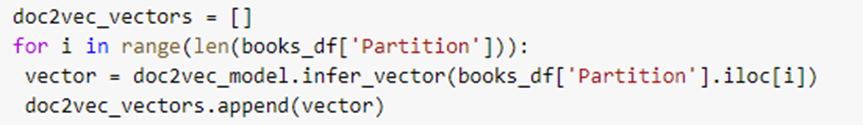 doc2vec_vectors = []
for i in range(len(books_df['Partition'])):
 vector = doc2vec_model.infer_vector(books_df['Partition'].iloc[i])
 doc2vec_vectors.append(vector)